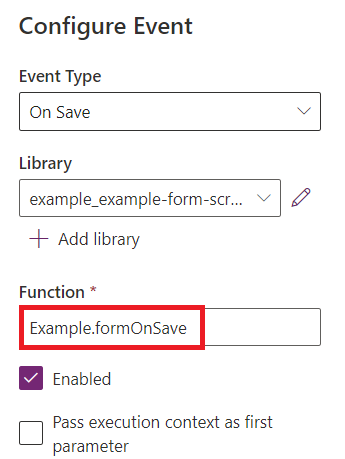 Configure Event
Event Type
On Save
Library
example_example-form-scr...
Add library
Function *
Example.formOnSave
Enabled
Pass execution context as first
parameter